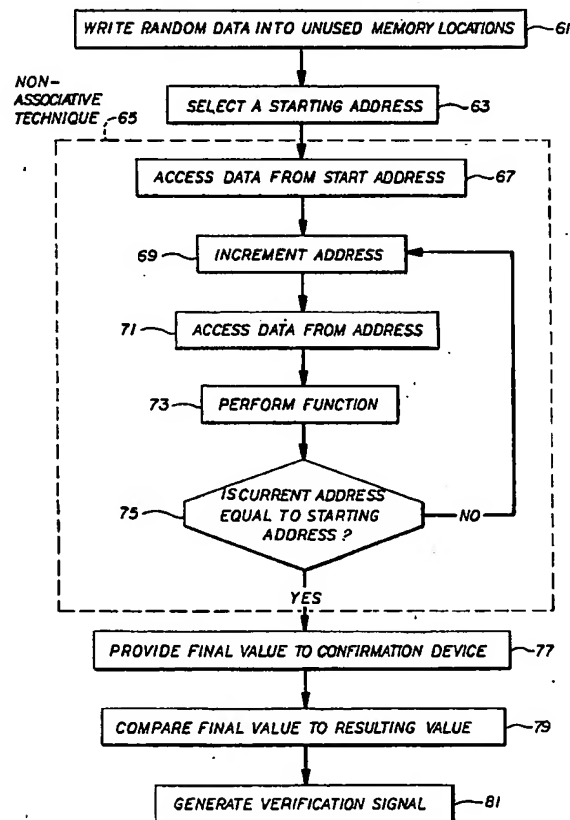 WRITE RANDOM DATA INTO UNUSED MEMORY LOCATIONS
61
NON-
ASSOCIATIVE
TECHNIQUE
65
SELECT A STARTING ADDRESS
63
ACCESS DATA FROM START ADDRESS
67
69
INCREMENT ADDRESS
71
ACCESS DATA FROM ADDRESS
73
PERFORM FUNCTION
75
IS CURRENT ADDRESS
EQUAL TO STARTING
ADDRESS ?
NO
YES
PROVIDE FINAL VALUE TO CONFIRMATION DEVICE
77
COMPARE FINAL VALUE TO RESULTING VALUE
79
GENERATE VERIFICATION SIGNAL
81